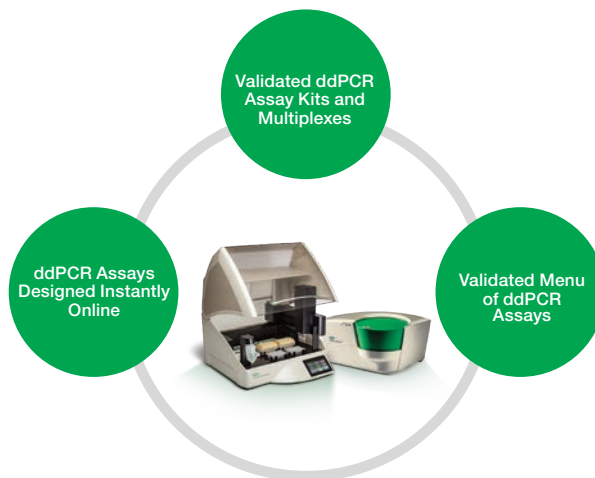 Validated ddPCR
Assay Kits and
Multiplexes
ddPCR Assays
Designed Instantly
Online
Validated Menu
of ddPCR
Assays